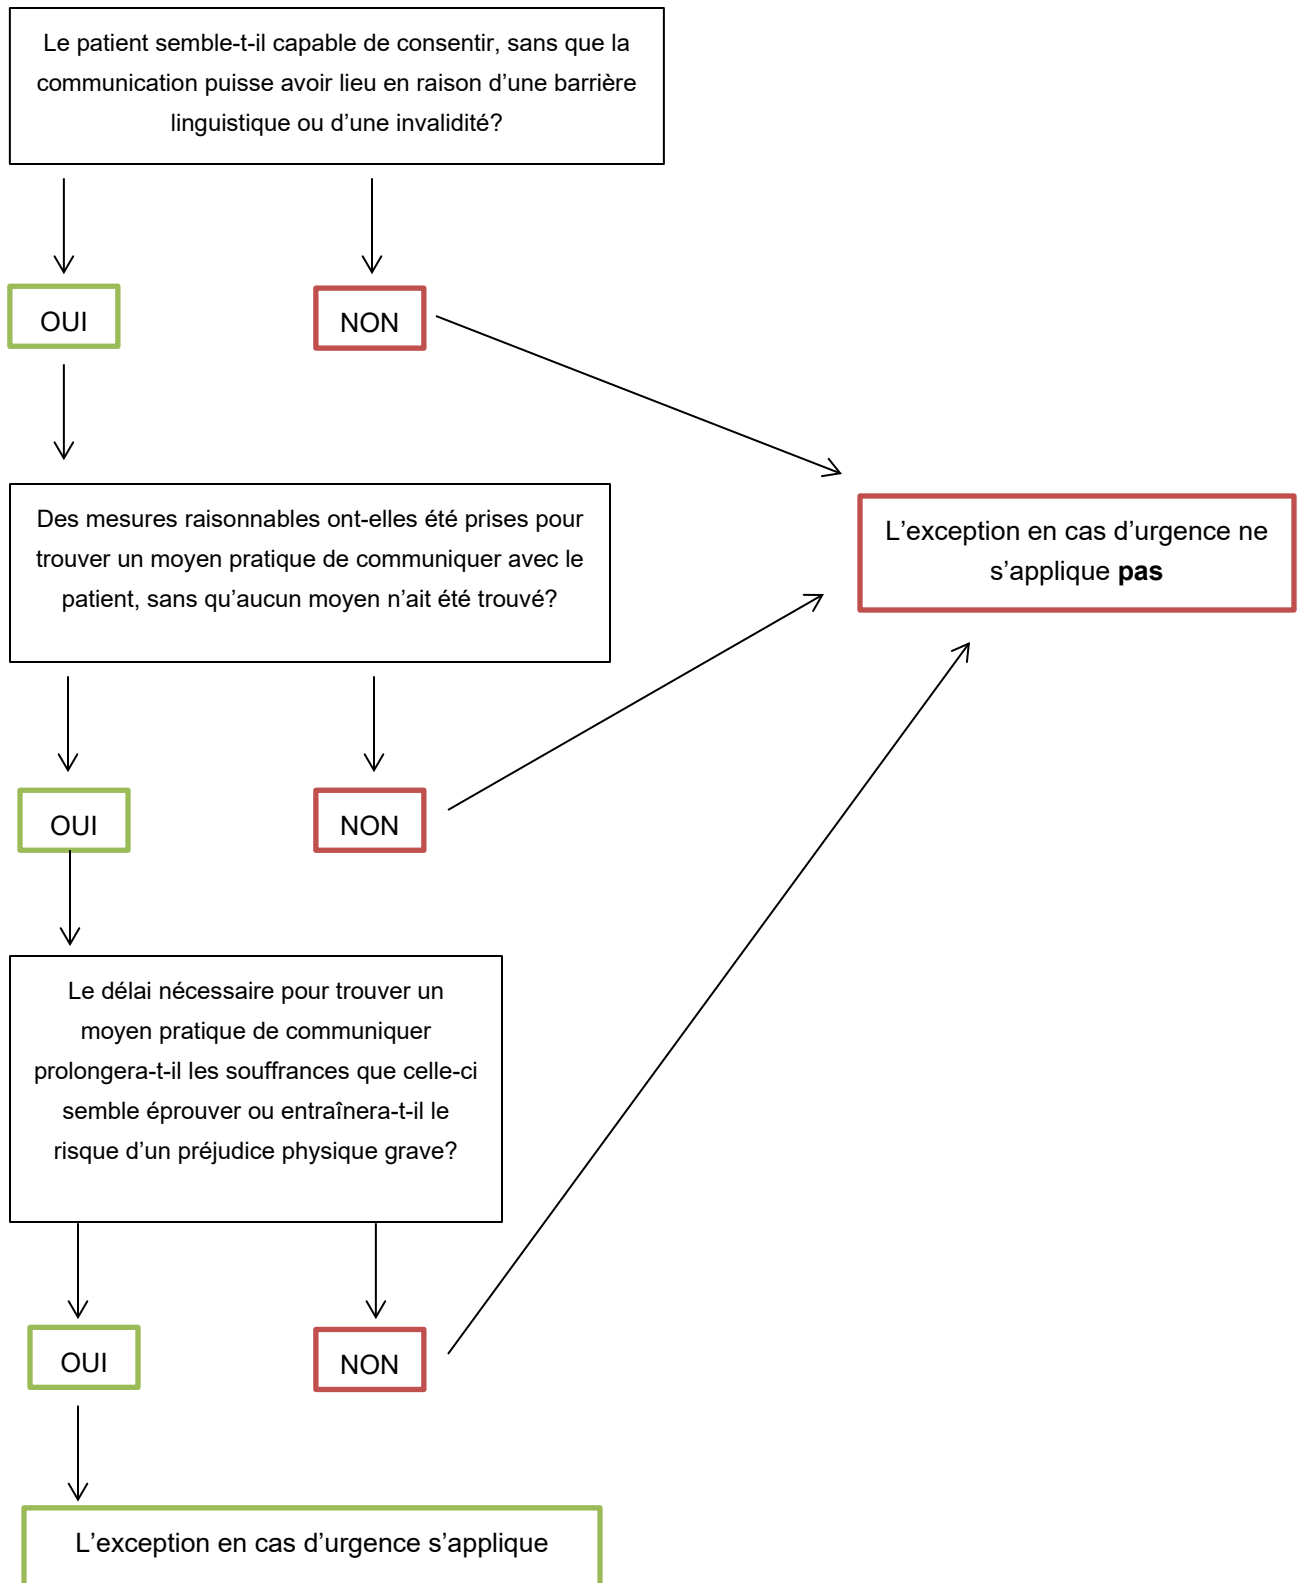 Le patient semble-t-il capable de consentir, sans que la
communication puisse avoir lieu en raison d’une barrière
linguistique ou d’une invalidité?
OUI
NON
Des mesures raisonnables ont-elles été prises pour
trouver un moyen pratique de communiquer avec le
patient, sans qu’aucun moyen n’ait été trouvé?
L’exception en cas d’urgence ne
s’applique pas
OUI
NON
Le délai nécessaire pour trouver un
moyen pratique de communiquer
prolongera-t-il les souffrances que celle-ci
semble éprouver ou entraînera-t-il le
risque d’un préjudice physique grave?
OUI
NON
L’exception en cas d’urgence s’applique